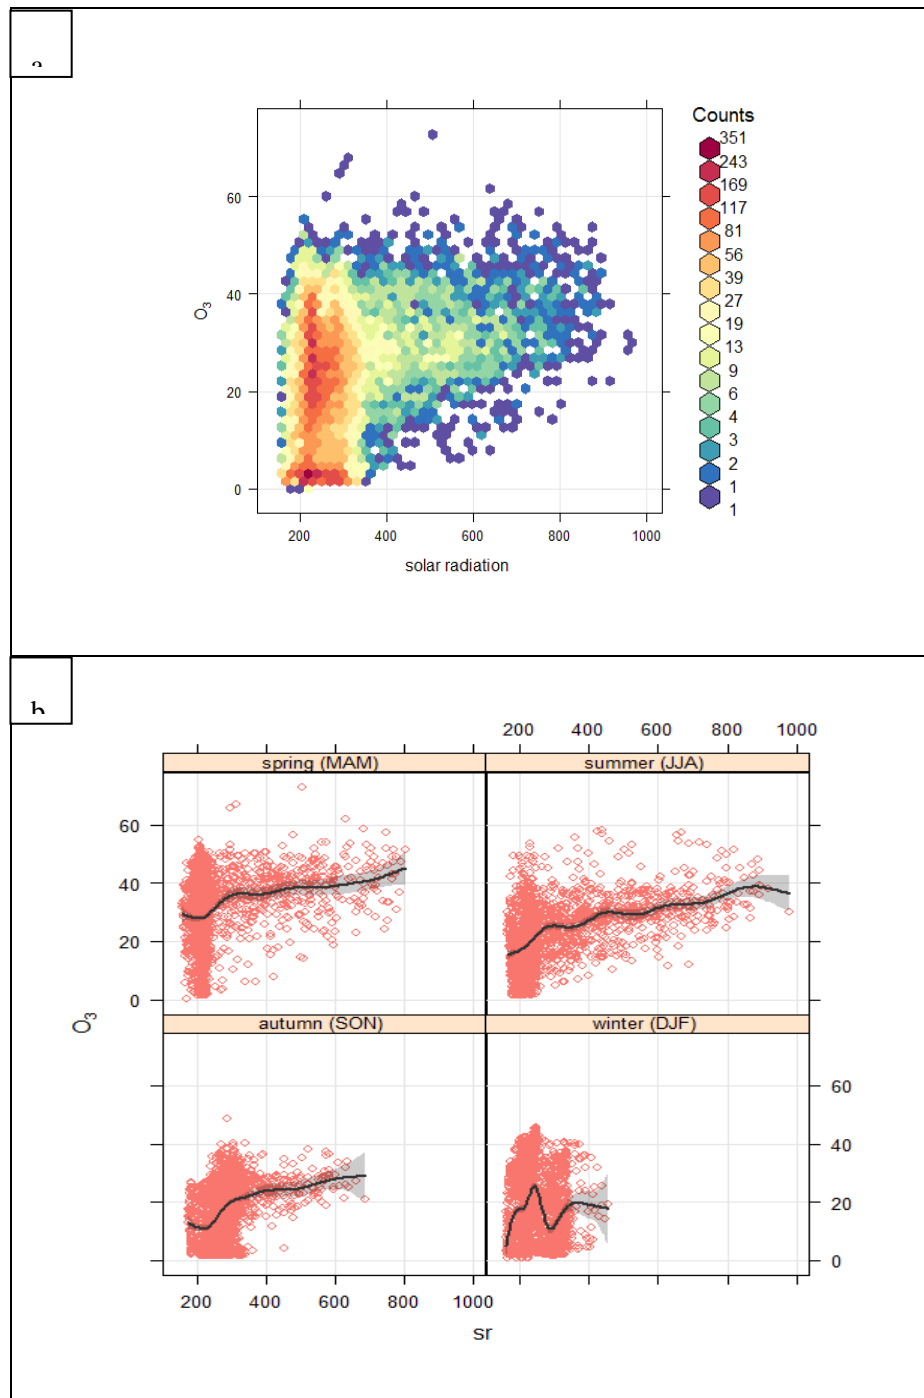 a
Counts
351
243
169
117
81
56
39
27
19
13
9
6
4
3
2
1
1
60
40
20
0
O3
200 400 600 800 1000
solar radiation
b
200 400 600 800 1000
spring (MAM) summer (JJA)
60
40
20
0
autumn (SON) winter (DJF)
O3
60
40
20
0
200 400 600 800 1000
sr